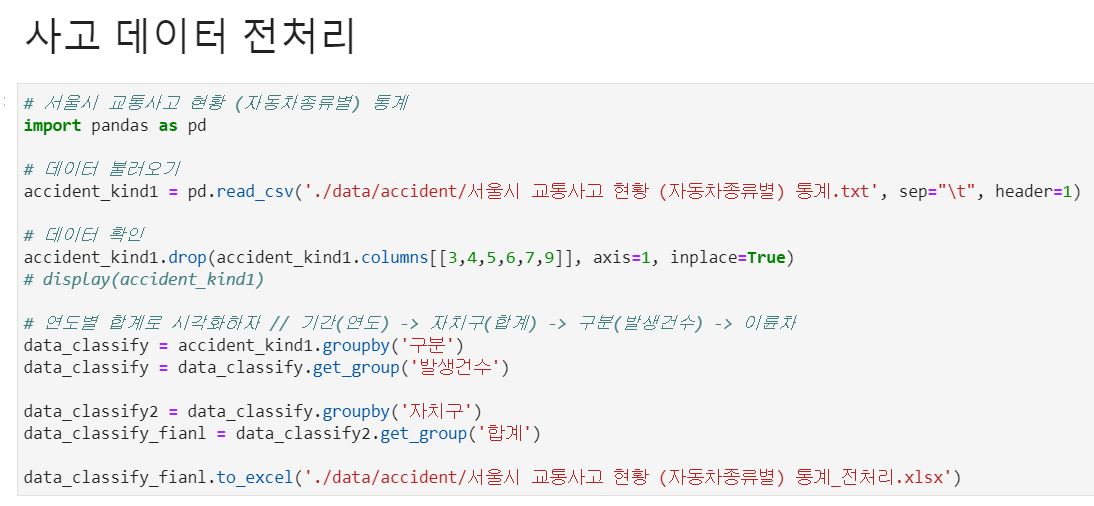 사고 데이터 전처리
# 서울시 교통사고 현황 (자동차종류별) 통계
import pandas as pd
# 데이터 불러오기
accident_kind1 = pd.read_csv('./data/accident/서울시 교통사고 현황 (자동차종류별) 통계.txt', sep="\t", header=1)
# 데이터 확인
accident_kind1.drop(accident_kind1.columns[[3,4,5,6,7,9]], axis=1, inplace=True)
# display(accident_kind1)
# 연도별 합계로 시각화하자 // 기간(연도) -> 자치구(합계) -> 구분(발생건수) -> 이륜차
data_classify = accident_kind1.groupby('구분')
data_classify = data_classify.get_group('발생건수')
data_classify2 = data_classify.groupby('자치구')
data_classify_fianl = data_classify2.get_group('합계')
data_classify_fianl.to_excel('./data/accident/서울시 교통사고 현황 (자동차종류별) 통계_전처리.xlsx')